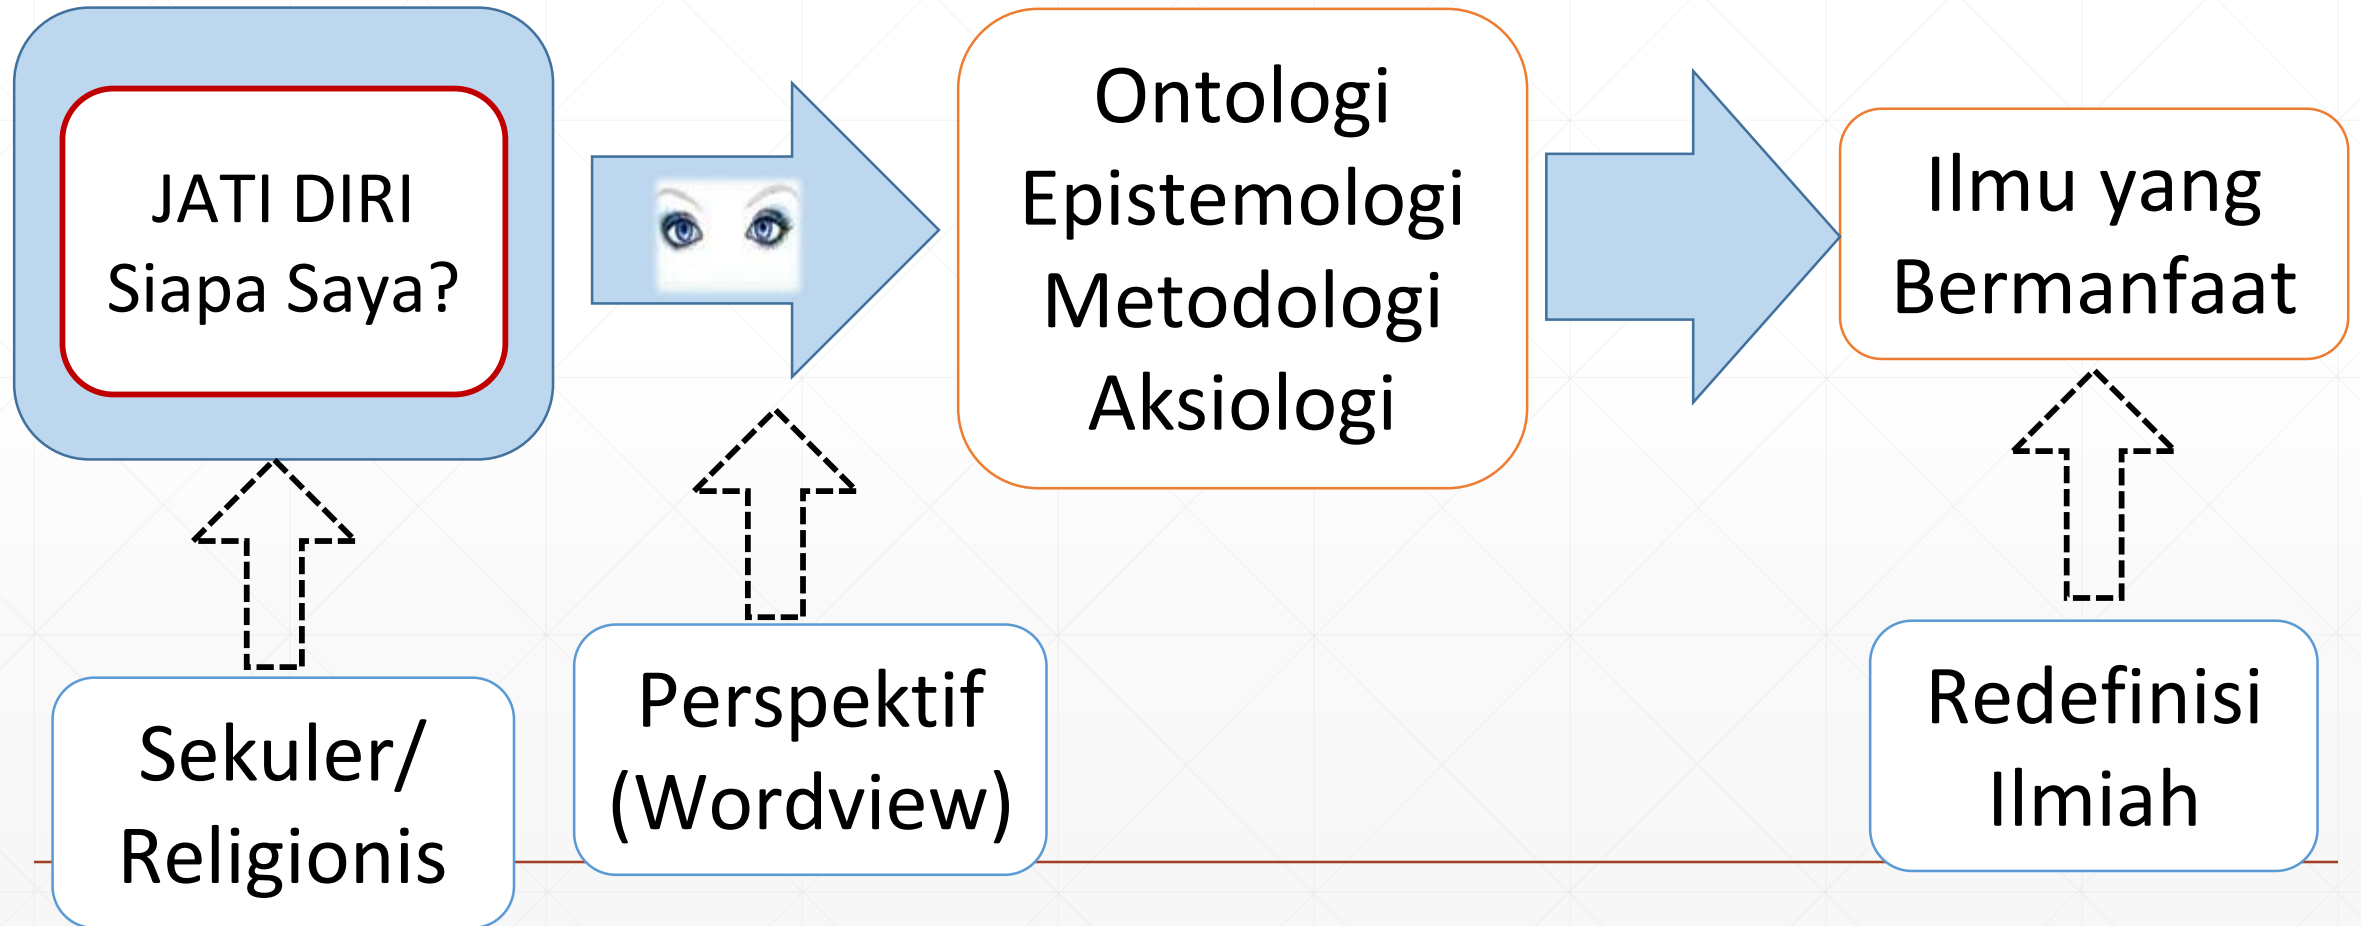 JATI DIRI
Siapa Saya?
Ontologi
Epistemologi
Metodologi
Aksiologi
Ilmu yang
Bermanfaat
Sekuler/
Religionis
Perspektif
(Wordview)
Redefinisi
Ilmiah